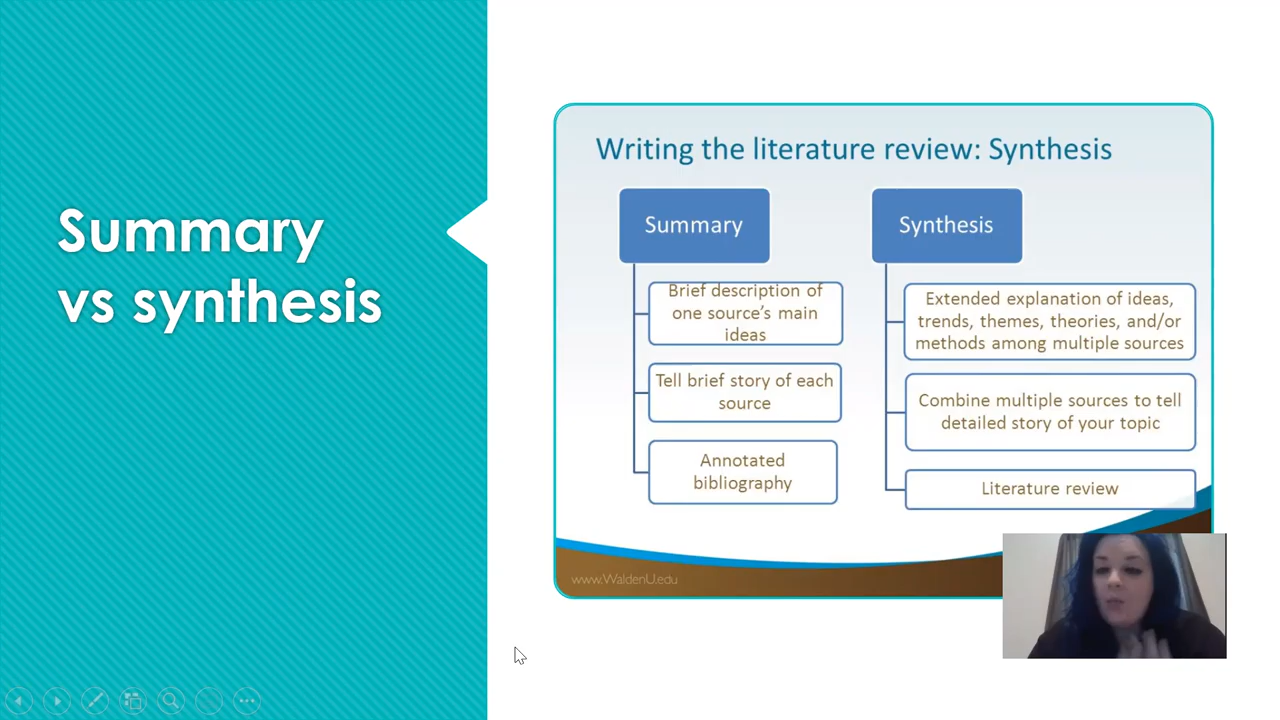 Summary
vs synthesis
Writing the literature review: Synthesis
Summary
Brief description of
one source's main
ideas
Tell brief story of each
source
Annotated
bibliography
Synthesis
Extended explanation of ideas,
trends, themes, theories, and/or
methods among multiple sources
Combine multiple sources to tell
detailed story of your topic
Literature review
www.WaldenU.edu